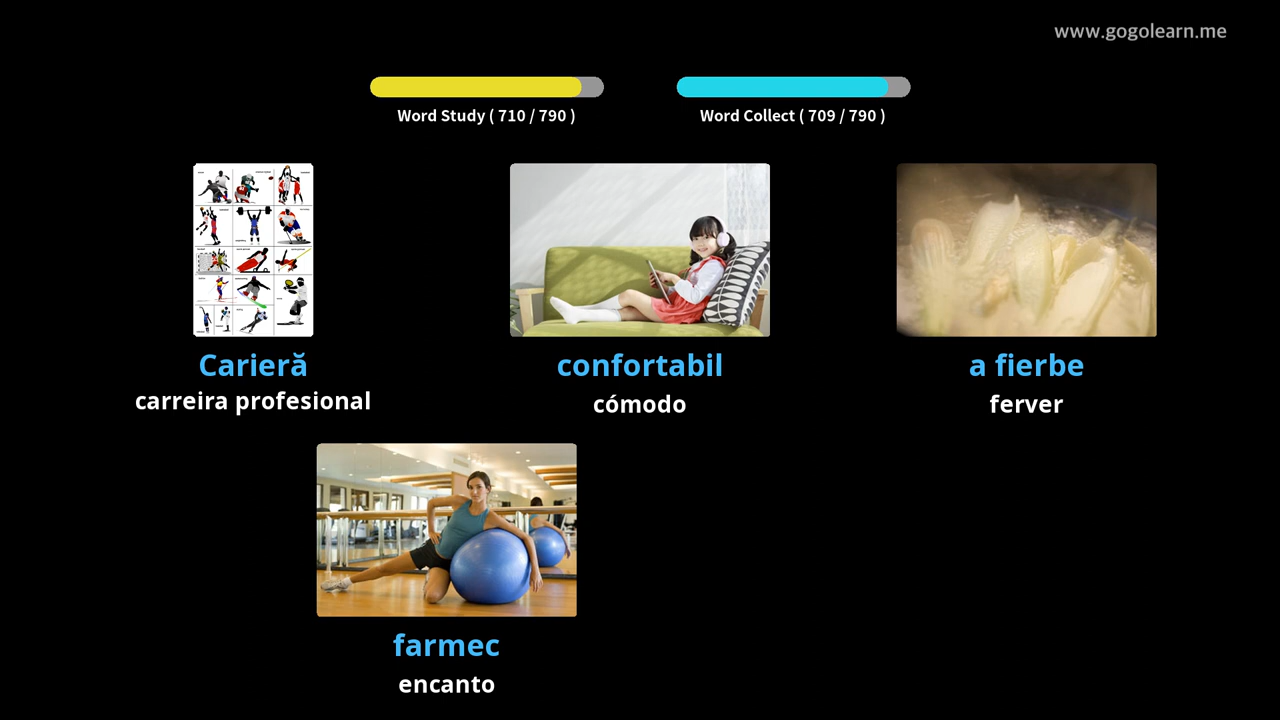 www.gogolearn.me
Word Study ( 710 / 790 )
Word Collect ( 709 / 790 )
Carieră
carreira profesional
confortabil
cómodo
a fierbe
ferver
farmec
encanto